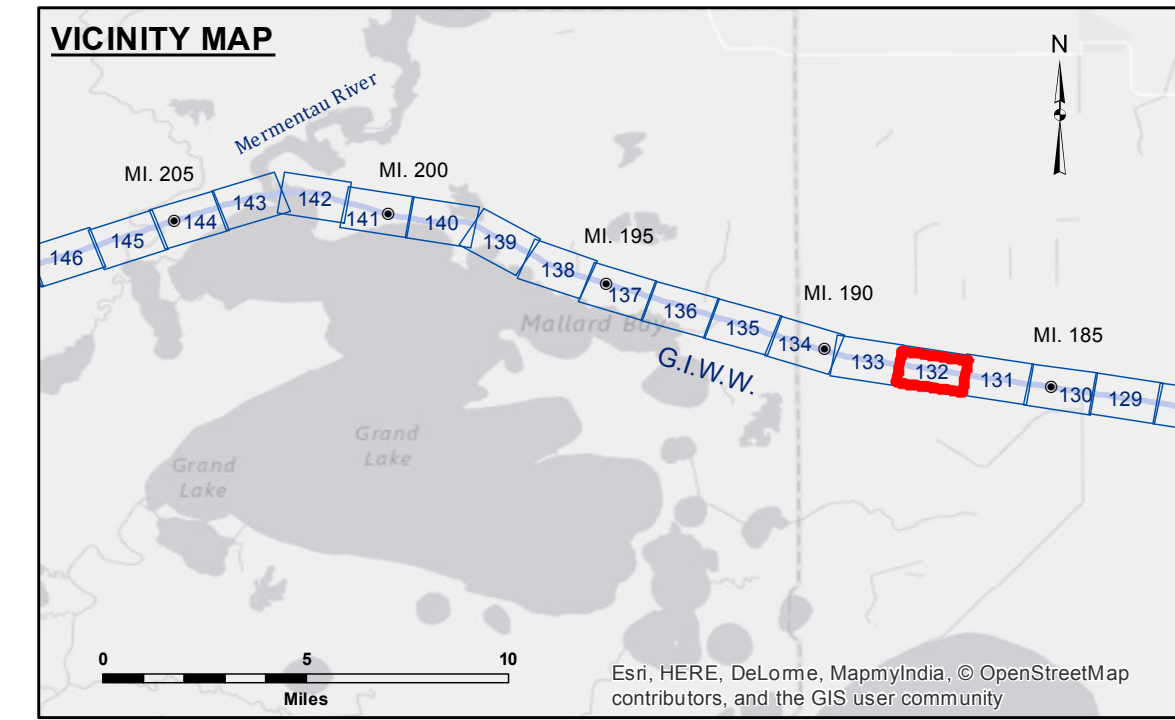 VICINITY MAP
N
Mermentau River
MI. 205
MI. 200
MI. 195
MI. 190
MI. 185
146
145
144
143
142
141
140
139
138
137
136
135
134
133
132
131
130
129
Mallard Bay
G.I.W.W.
Grand
Lake
Grand
Lake
0 5 10
Miles
Esri, HERE, DeLorme, MapmyIndia, © OpenStreetMap
contributors, and the GIS user community